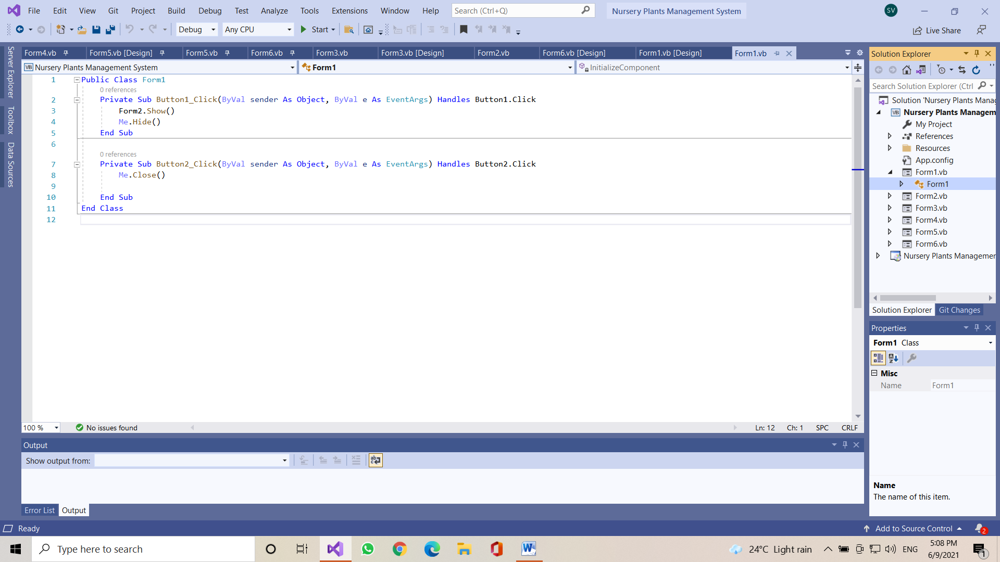 File Edit View Git Project Build Debug Test Analyze Tools Extensions Window Help Search (Ctrl+Q) Nursery Plants Management System SV
Debug Any CPU Start Live Share
Form4.vb Form5.vb [Design] Form5.vb Form6.vb Form3.vb Form3.vb [Design] Form2.vb Form6.vb [Design] Form1.vb [Design] Form1.vb
VB Nursery Plants Management System Form1 InitializeComponent
Server Explorer
Toolbox
Data Sources
1 Public Class Form1
0 references
2 Private Sub Button1_Click(ByVal sender As Object, ByVal e As EventArgs) Handles Button1.Click
3 Form2.Show()
4 Me.Hide()
5 End Sub
6
0 references
7 Private Sub Button2_Click(ByVal sender As Object, ByVal e As EventArgs) Handles Button2.Click
8 Me.Close()
9
10 End Sub
11 End Class
12
100 % No issues found Ln: 12 Ch: 1 SPC CRLF
Output
Show output from:
Error List Output
Solution Explorer
Search Solution Explorer (Ctrl
Solution 'Nursery Plants Mana
VB Nursery Plants Managem
My Project
References
Resources
App.config
Form1.vb
Form1
Form2.vb
Form3.vb
Form4.vb
Form5.vb
Form6.vb
Nursery Plants Managemen
Solution Explorer Git Changes
Properties
Form1 Class
Misc
Name Form1
Name
The name of this item.
Ready Add to Source Control 2
Type here to search 24°C Light rain ENG 5:08 PM 1
6/9/2021